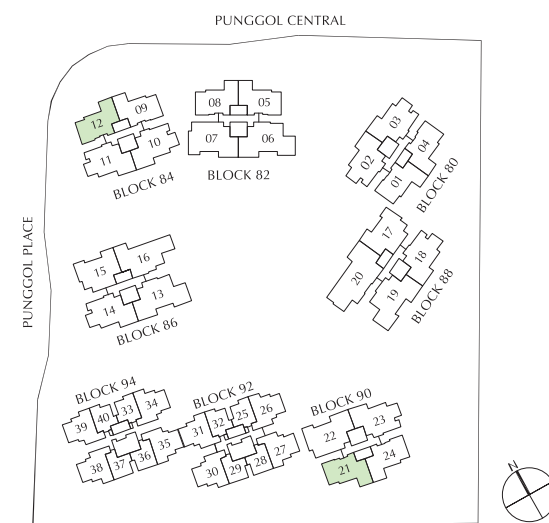 PUNGGOL CENTRAL
PUNGGOL PLACE
12 09
11 10
BLOCK 84
08 05
07 06
BLOCK 82
03
04
02
01
BLOCK 80
15 16
14 13
BLOCK 86
17
18
20
19
BLOCK 88
BLOCK 94
39 40 33 34
38 37 36 35
BLOCK 92
31 32 25 26
30 29 28 27
BLOCK 90
22 23
21 24
N